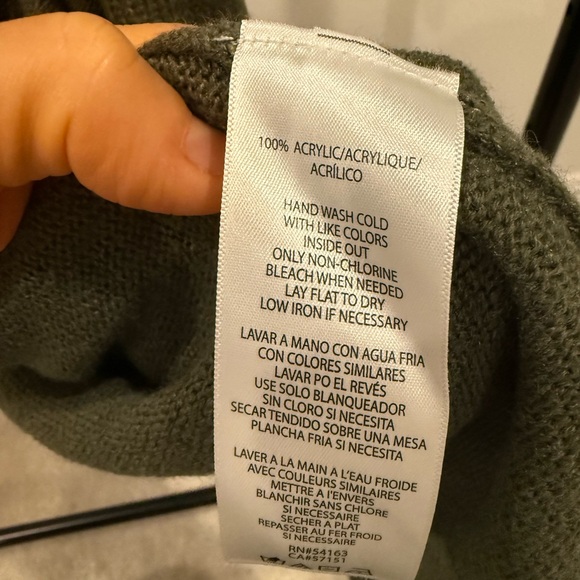 100% ACRYLIC/ACRYLIQUE/
ACRÍLICO
HAND WASH COLD
WITH LIKE COLORS
INSIDE OUT
ONLY NON-CHLORINE
BLEACH WHEN NEEDED
LAY FLAT TO DRY
LOW IRON IF NECESSARY
LAVAR A MANO CON AGUA FRIA
CON COLORES SIMILARES
LAVAR PO EL REVÉS
USE SOLO BLANQUEADOR
SIN CLORO SI NECESITA
SECAR TENDIDO SOBRE UNA MESA
PLANCHA FRIA SI NECESITA
LAVER A LA MAIN A L'EAU FROIDE
AVEC COULEURS SIMILAIRES
METTRE A l'ENVERS
BLANCHIR SANS CHLORE
SI NECESSAIRE
SECHER A PLAT
REPASSER AU FER FROID
SI NECESSAIRE
RN#54163
CA#57151